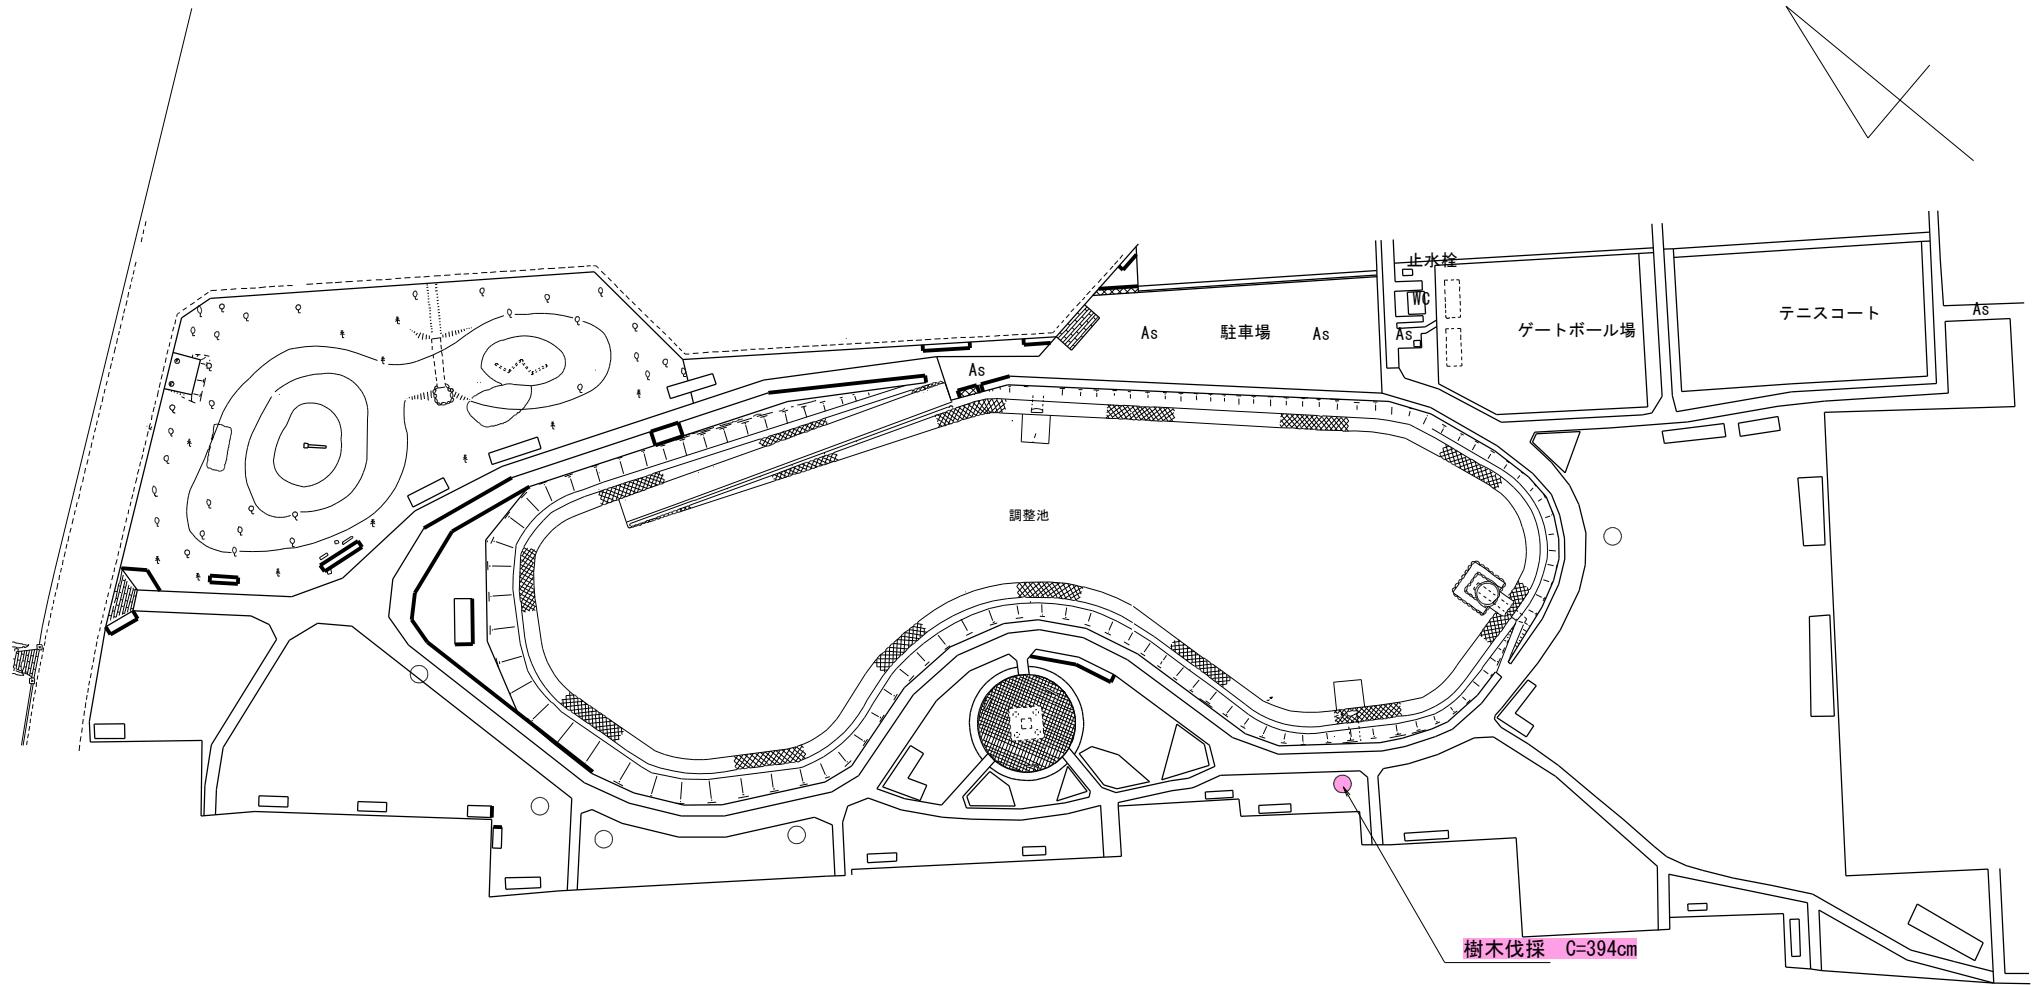 止水栓
WC
As
駐車場
As
As
ゲートボール場
テニスコート
As
As
調整池
樹木伐採　C=394cm